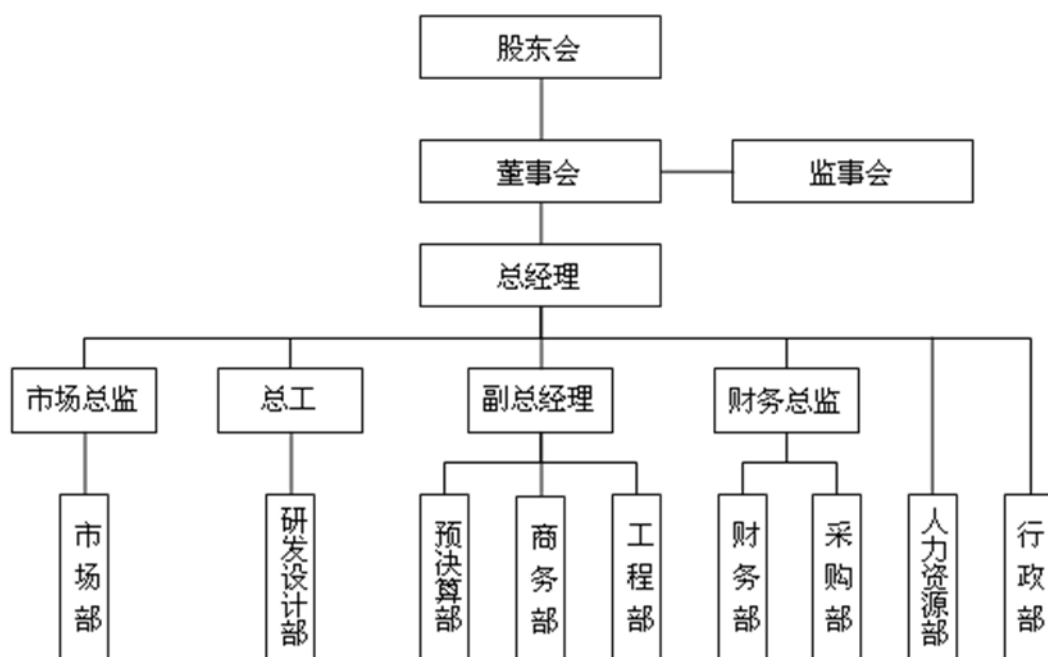 股东会
董事会
监事会
总经理
市场总监
总工
副总经理
财务总监
市场部
研发设计部
预决算部
商务部
工程部
财务部
采购部
人力资源部
行政部